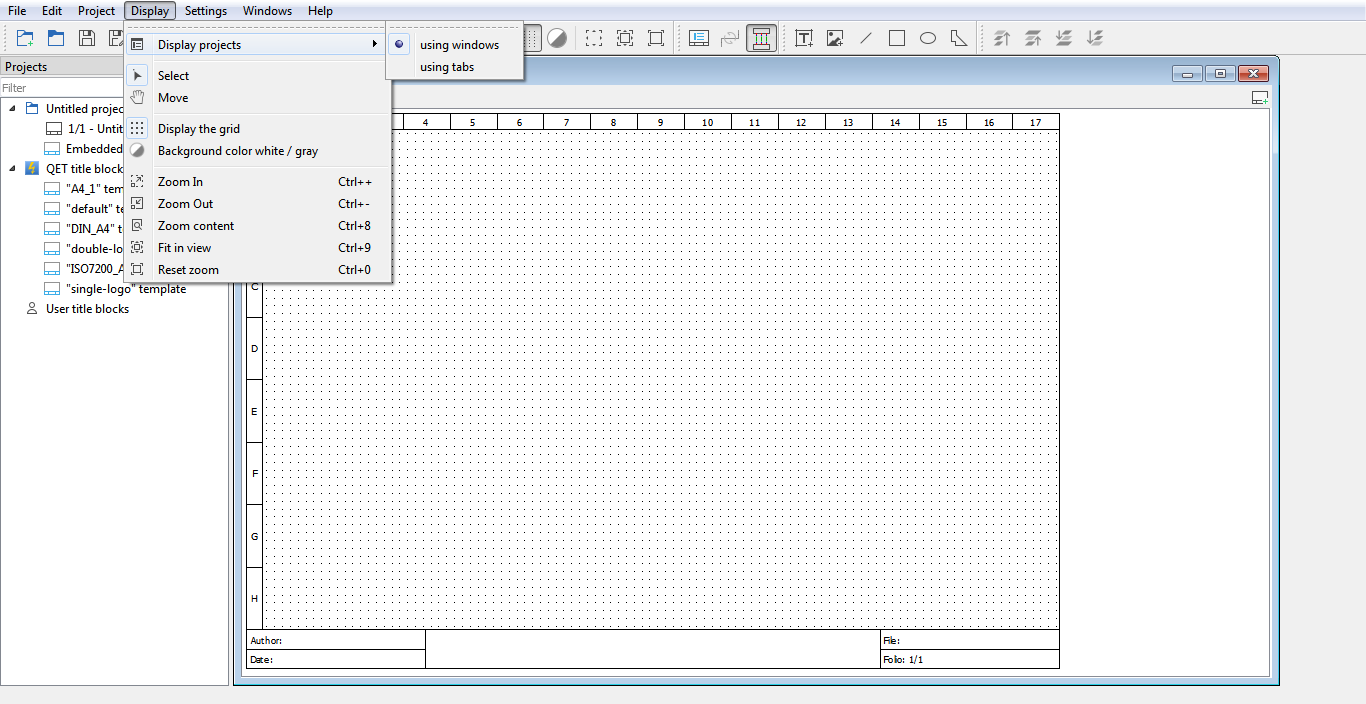 File Edit Project Display Settings Windows Help
Projects
Filter
Display projects
using windows
using tabs
Select
Move
Display the grid
Background color white / gray
Zoom In Ctrl++
Zoom Out Ctrl+-
Zoom content Ctrl+8
Fit in view Ctrl+9
Reset zoom Ctrl+0
Untitled projec
1/1 - Untit
Embedded
QET title block
"A4_1" tem
"default" te
"DIN_A4" t
"double-lo
"ISO7200_A
"single-logo" template
User title blocks
4 5 6 7 8 9 10 11 12 13 14 15 16 17
C
D
E
F
G
H
Author:
Date:
File:
Folio: 1/1